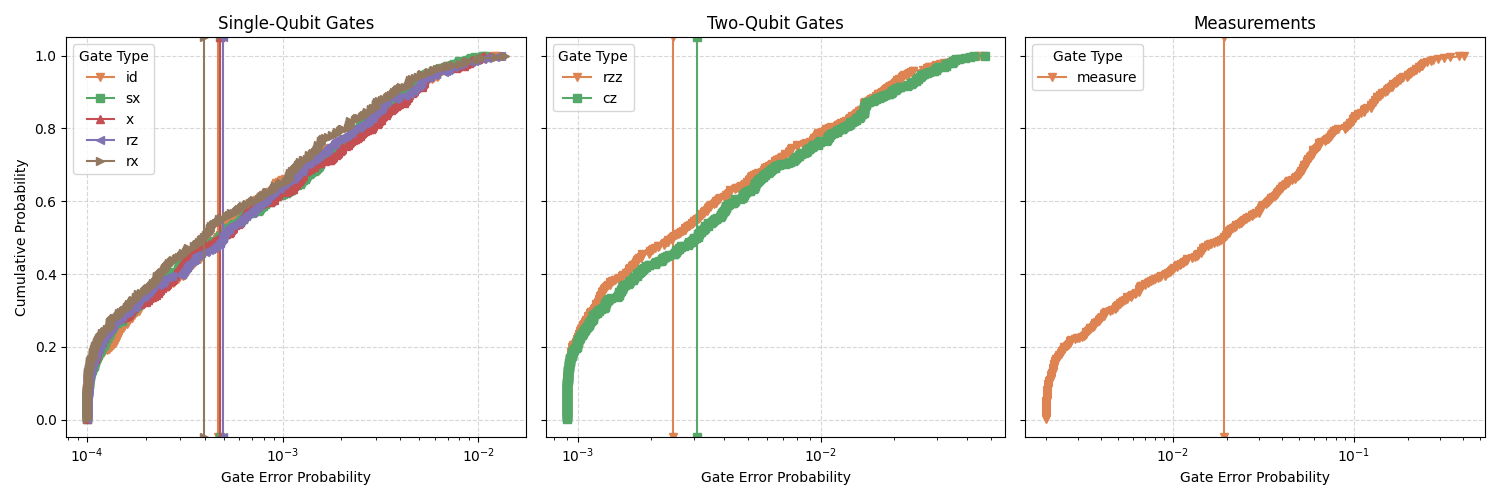 Single-Qubit Gates
Cumulative Probability
1.0
0.8
0.6
0.4
0.2
0.0
Gate Type
id
sx
x
rz
rx
10⁻⁴
10⁻³
10⁻²
Gate Error Probability
Two-Qubit Gates
Gate Type
rzz
cz
10⁻³
10⁻²
Gate Error Probability
Measurements
Gate Type
measure
10⁻²
10⁻¹
Gate Error Probability